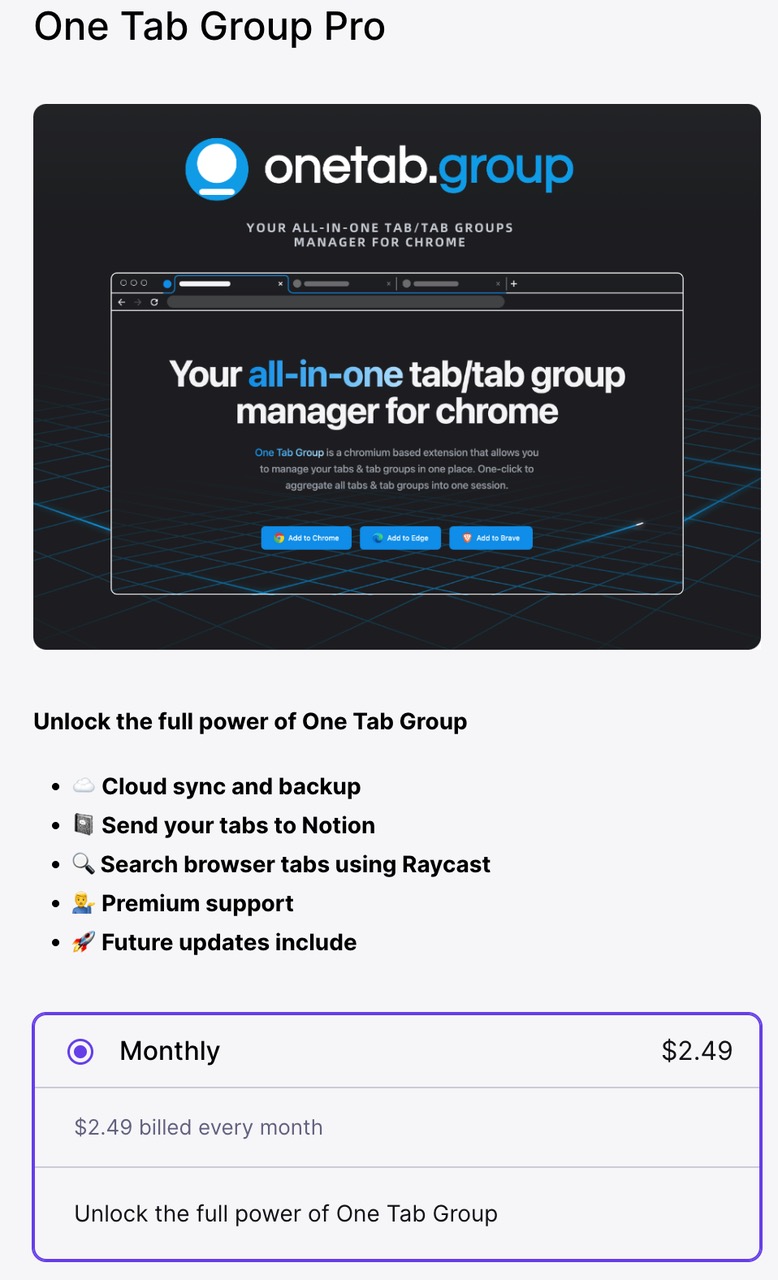 One Tab Group Pro
onetab.group
YOUR ALL-IN-ONE TAB/TAB GROUPS
MANAGER FOR CHROME
Your all-in-one tab/tab group
manager for chrome
One Tab Group is a chromium based extension that allows you
to manage your tabs & tab groups in one place. One-click to
aggregate all tabs & tab groups into one session.
Add to Chrome Add to Edge Add to Brave
Unlock the full power of One Tab Group
• ☁️ Cloud sync and backup
• 📓 Send your tabs to Notion
• 🔍 Search browser tabs using Raycast
• 💁‍♂️ Premium support
• 🚀 Future updates include
Monthly $2.49
$2.49 billed every month
Unlock the full power of One Tab Group